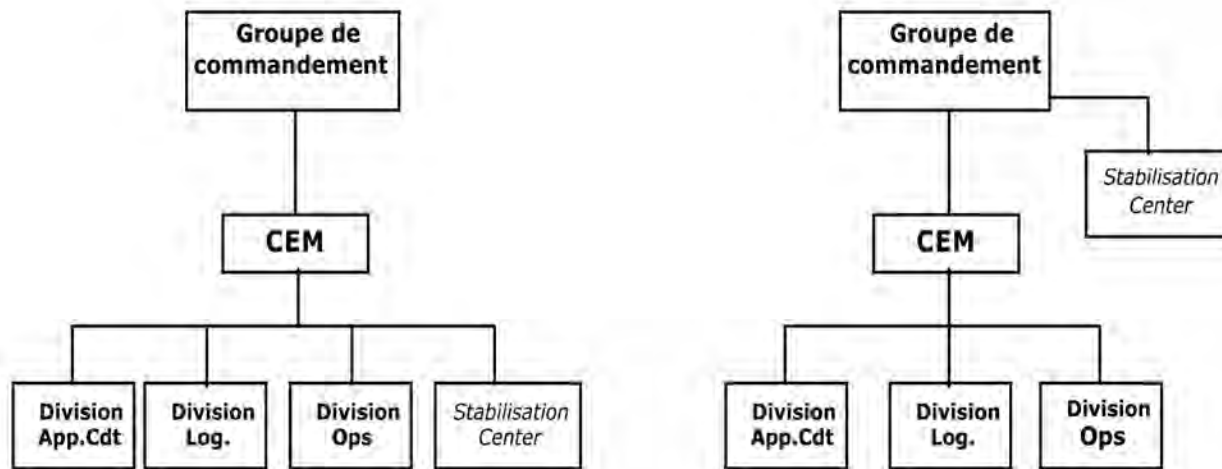 Groupe de
commandement
CEM
Division
App.Cdt
Division
Log.
Division
Ops
Stabilisation
Center
Groupe de
commandement
Stabilisation
Center
CEM
Division
App.Cdt
Division
Log.
Division
Ops